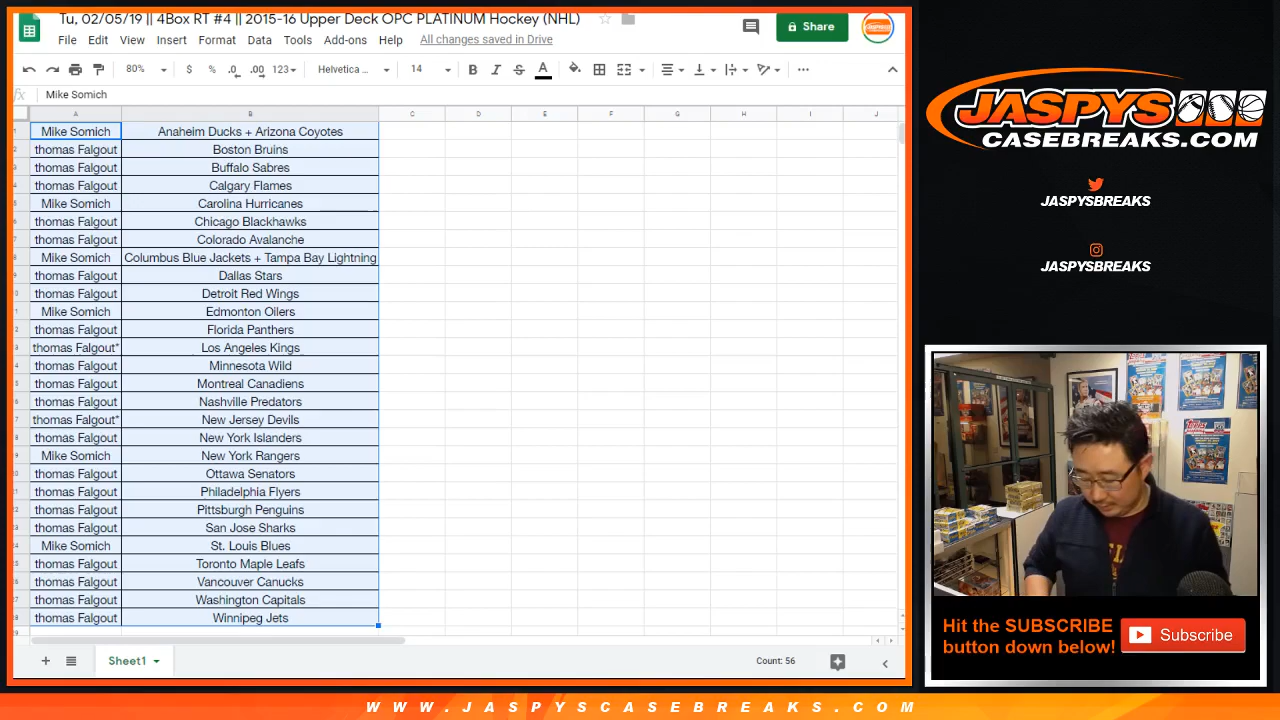 Tu, 02/05/19 || 4Box RT #4 || 2015-16 Upper Deck OPC PLATINUM Hockey (NHL)
File Edit View Insert Format Data Tools Add-ons Help All changes saved in Drive
Share
80% $ % .0 .00 123 Helvetica ... 14 B I S A
fx Mike Somich
A B C D E F G H I J
Mike Somich Anaheim Ducks + Arizona Coyotes
thomas Falgout Boston Bruins
thomas Falgout Buffalo Sabres
thomas Falgout Calgary Flames
Mike Somich Carolina Hurricanes
thomas Falgout Chicago Blackhawks
thomas Falgout Colorado Avalanche
Mike Somich Columbus Blue Jackets + Tampa Bay Lightning
thomas Falgout Dallas Stars
thomas Falgout Detroit Red Wings
Mike Somich Edmonton Oilers
thomas Falgout Florida Panthers
thomas Falgout* Los Angeles Kings
thomas Falgout Minnesota Wild
thomas Falgout Montreal Canadiens
thomas Falgout Nashville Predators
thomas Falgout* New Jersey Devils
thomas Falgout New York Islanders
Mike Somich New York Rangers
thomas Falgout Ottawa Senators
thomas Falgout Philadelphia Flyers
thomas Falgout Pittsburgh Penguins
thomas Falgout San Jose Sharks
Mike Somich St. Louis Blues
thomas Falgout Toronto Maple Leafs
thomas Falgout Vancouver Canucks
thomas Falgout Washington Capitals
thomas Falgout Winnipeg Jets
Sheet1
Count: 56
JASPYS
CASEBREAKS.COM
JASPYSBREAKS
JASPYSBREAKS
Hit the SUBSCRIBE
button down below!
Subscribe
WWW.JASPYSCASEBREAKS.COM